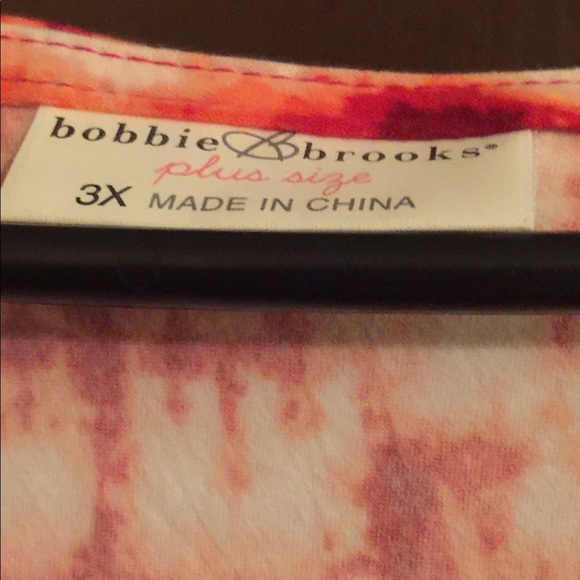 bobbie B brooks®
plus size
3X MADE IN CHINA